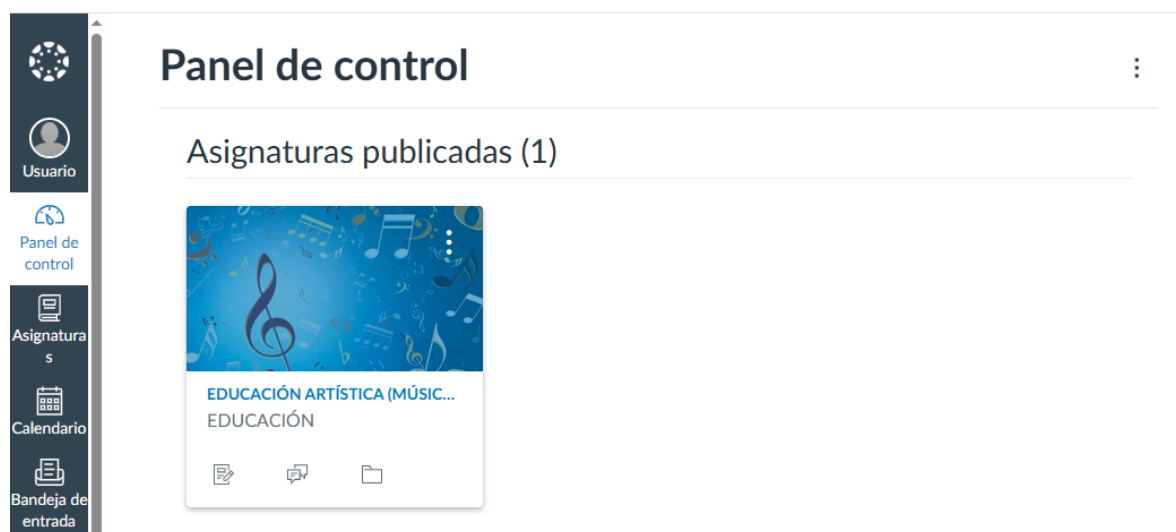 Panel de control
Usuario
Panel de
control
Asignatura
s
Calendario
Bandeja de
entrada
Asignaturas publicadas (1)
EDUCACIÓN ARTÍSTICA (MÚSIC...
EDUCACIÓN